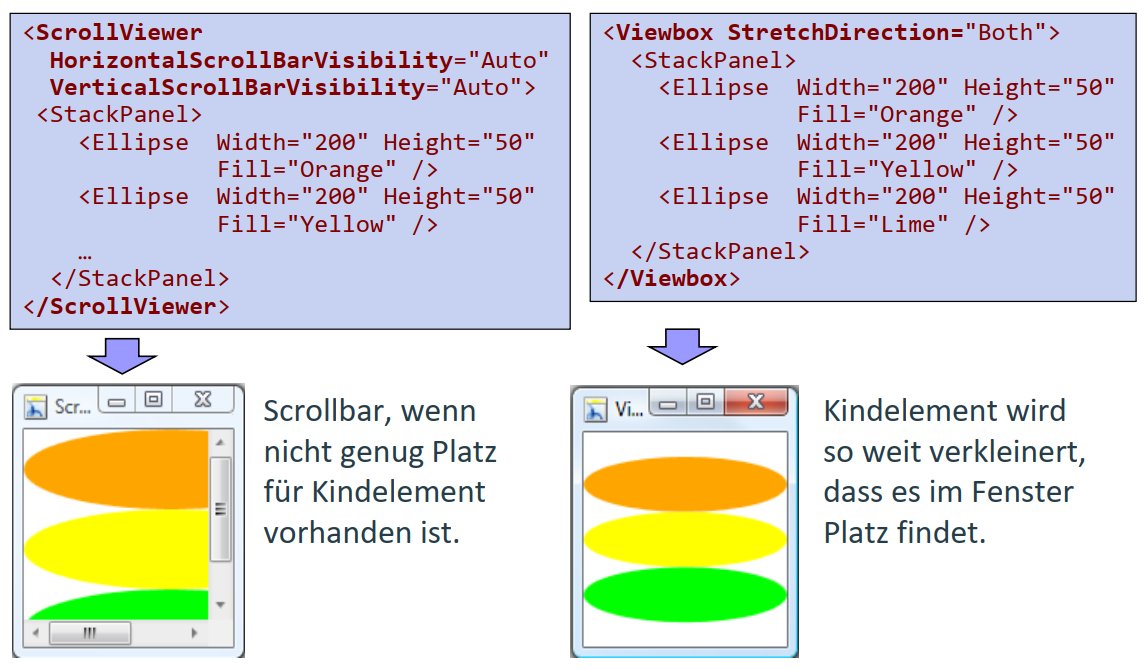 <ScrollViewer
HorizontalScrollBarVisibility="Auto"
VerticalScrollBarVisibility="Auto">
<StackPanel>
<Ellipse Width="200" Height="50"
Fill="Orange" />
<Ellipse Width="200" Height="50"
Fill="Yellow" />
…
</StackPanel>
</ScrollViewer>
<Viewbox StretchDirection="Both">
<StackPanel>
<Ellipse Width="200" Height="50"
Fill="Orange" />
<Ellipse Width="200" Height="50"
Fill="Yellow" />
<Ellipse Width="200" Height="50"
Fill="Lime" />
</StackPanel>
</Viewbox>
Scr...
Scrollbar, wenn
nicht genug Platz
für Kindelement
vorhanden ist.
Vi...
Kindelement wird
so weit verkleinert,
dass es im Fenster
Platz findet.